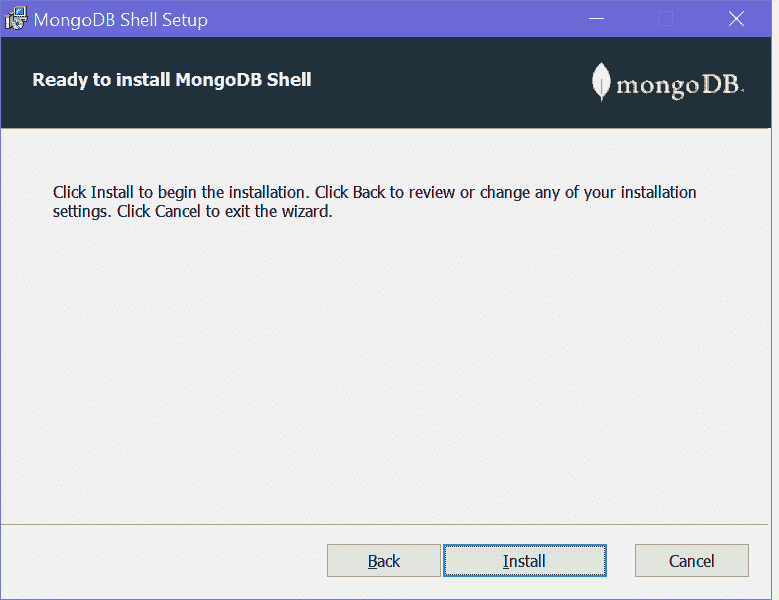 MongoDB Shell Setup
Ready to install MongoDB Shell
mongoDB.
Click Install to begin the installation. Click Back to review or change any of your installation
settings. Click Cancel to exit the wizard.
Back
Install
Cancel